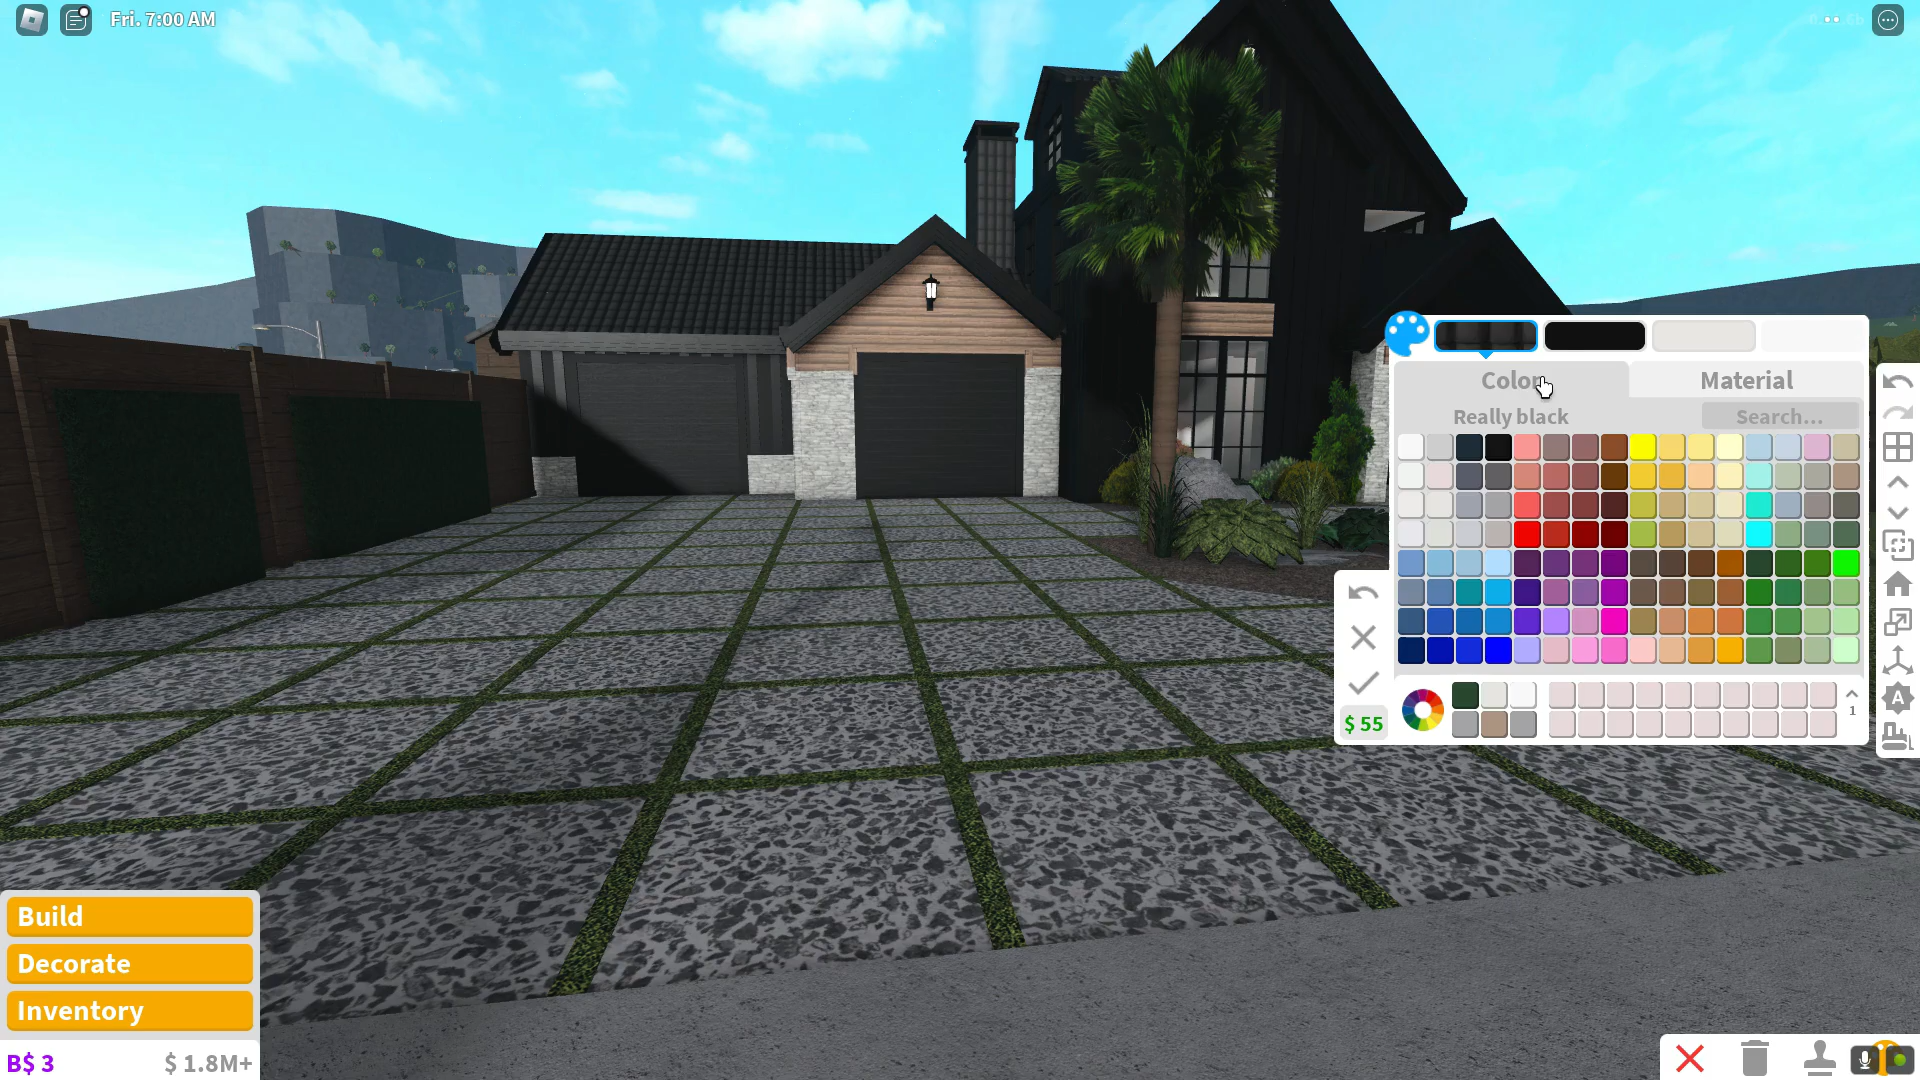 Fri. 7:00 AM
Color
Material
Really black
Search...
$ 55
1
A
Build
Decorate
Inventory
B$ 3
$ 1.8M+